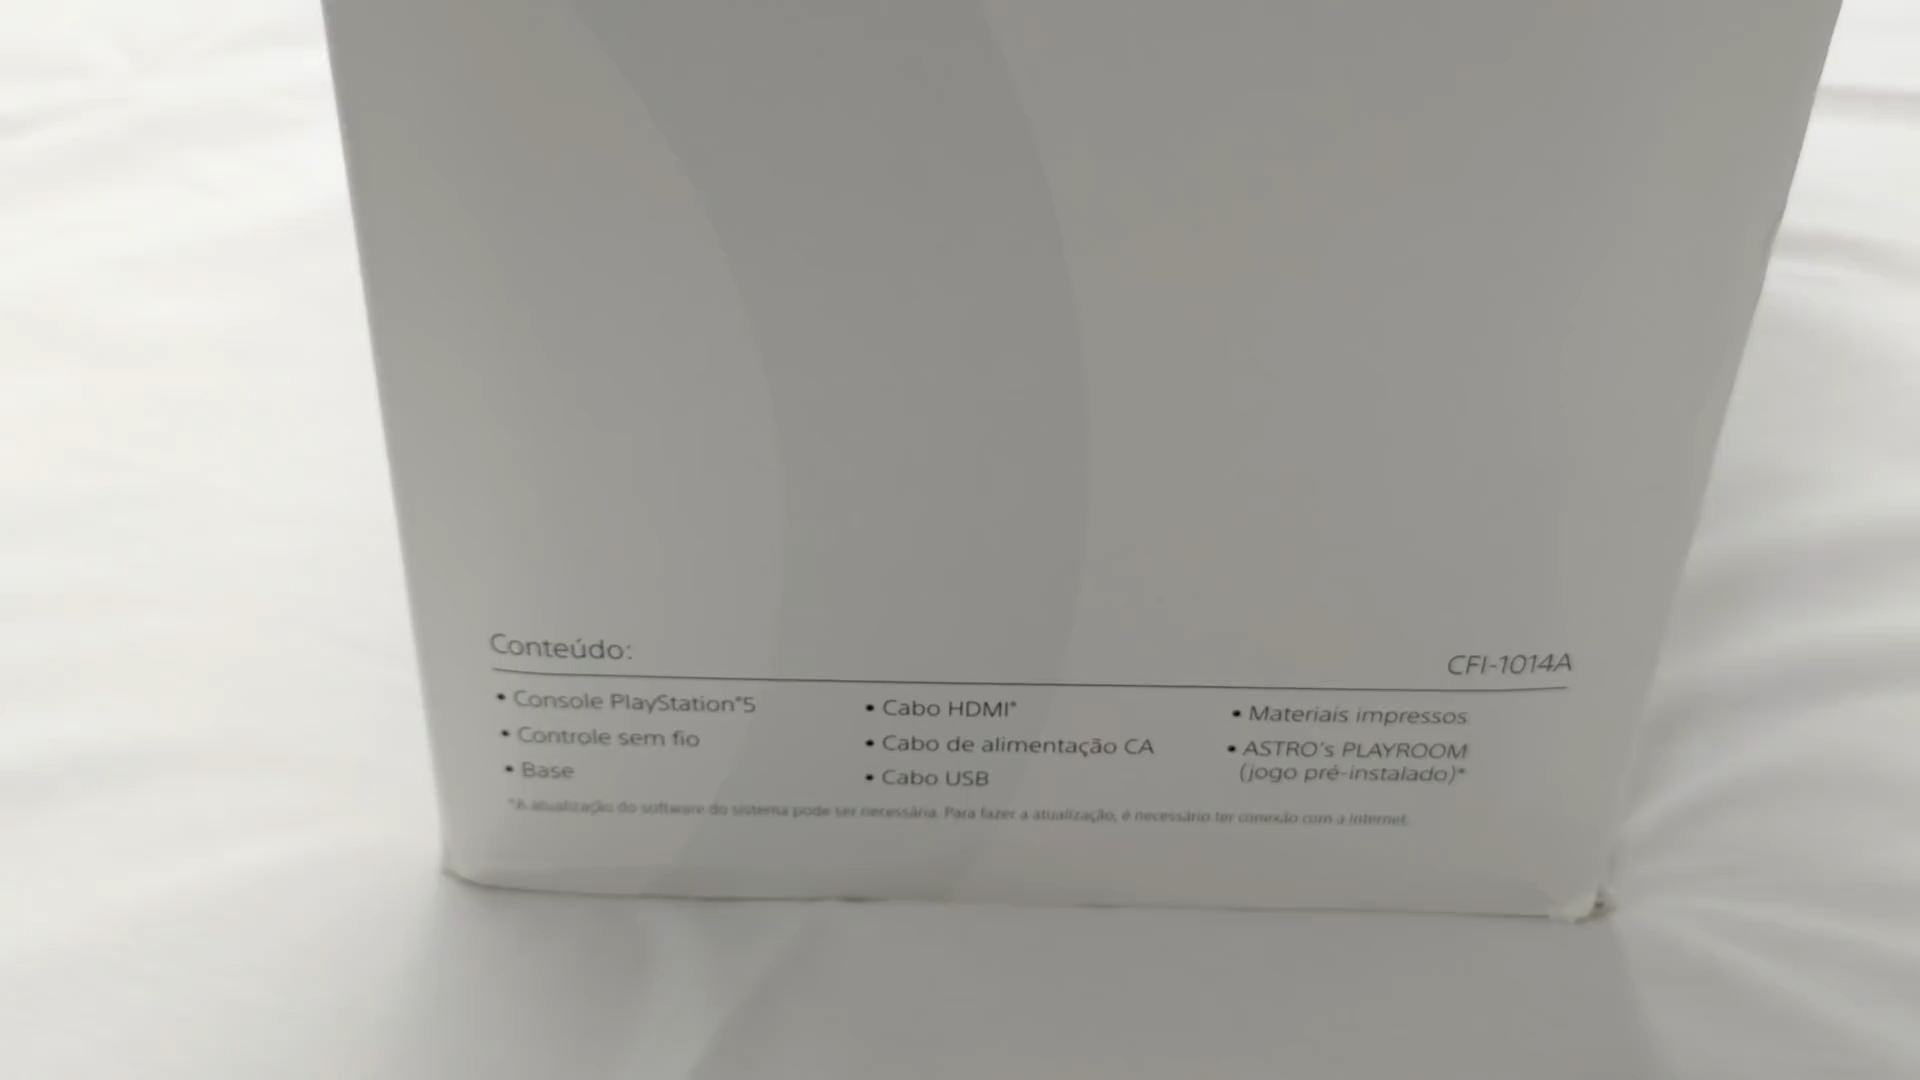 Conteúdo:
CFI-1014A
• Console PlayStation®5
• Controle sem fio
• Base
• Cabo HDMI®
• Cabo de alimentação CA
• Cabo USB
• Materiais impressos
• ASTRO's PLAYROOM
(jogo pré-instalado)*
*A atualização do software do sistema pode ser necessária. Para fazer a atualização, é necessário ter conexão com a Internet.